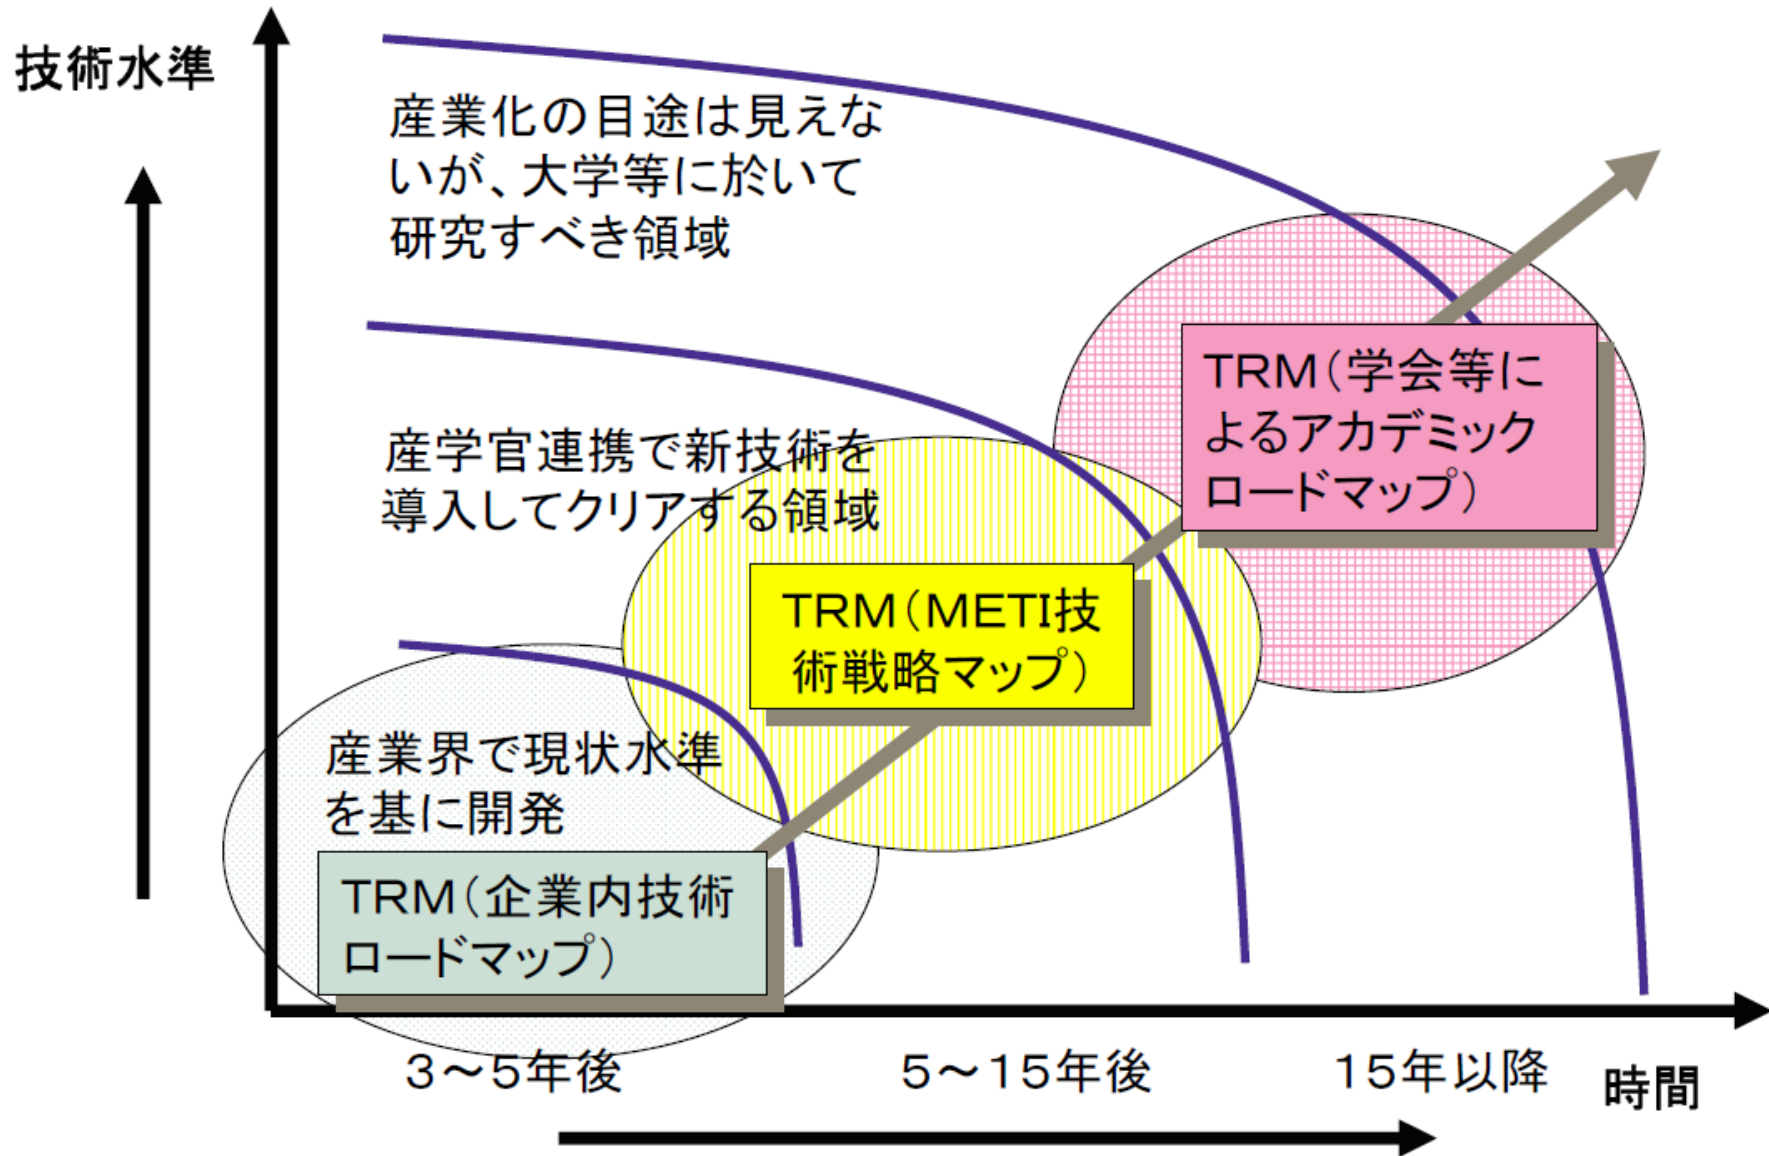 技術水準
産業化の目途は見えな
いが、大学等に於いて
研究すべき領域
TRM(学会等に
よるアカデミック
ロードマップ)
産学官連携で新技術を
導入してクリアする領域
TRM(METI技
術戦略マップ)
産業界で現状水準
を基に開発
TRM(企業内技術
ロードマップ)
3~5年後
5~15年後
15年以降
時間